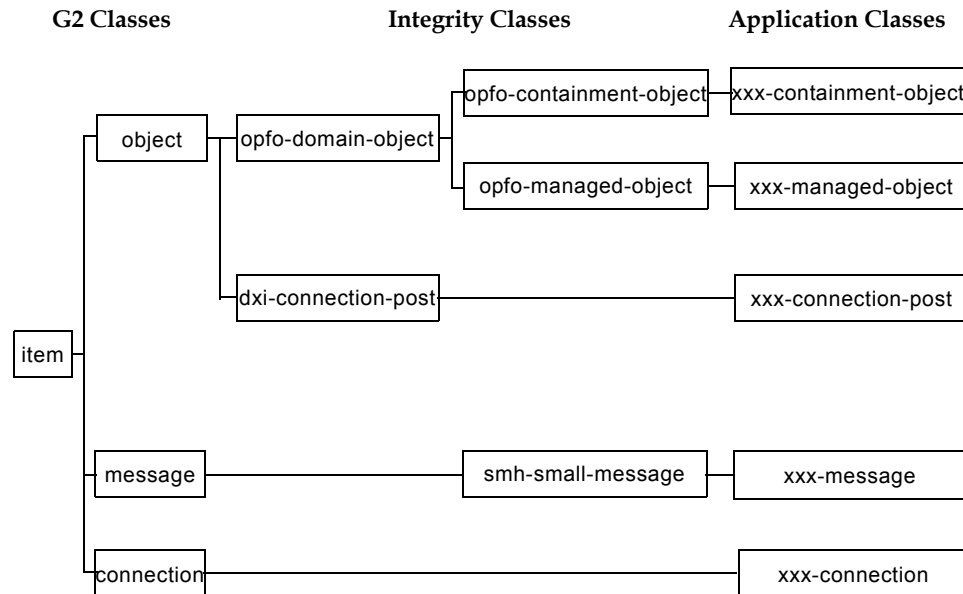 G2 Classes
Integrity Classes
Application Classes
opfo-containment-object
xxx-containment-object
object
opfo-domain-object
opfo-managed-object
xxx-managed-object
dxi-connection-post
xxx-connection-post
item
message
smh-small-message
xxx-message
connection
xxx-connection